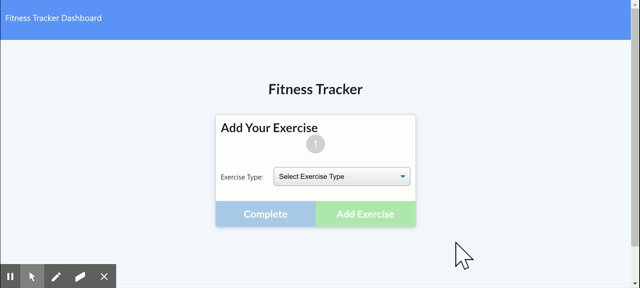 Fitness Tracker Dashboard
Fitness Tracker
Add Your Exercise
1
Exercise Type: Select Exercise Type
Complete Add Exercise